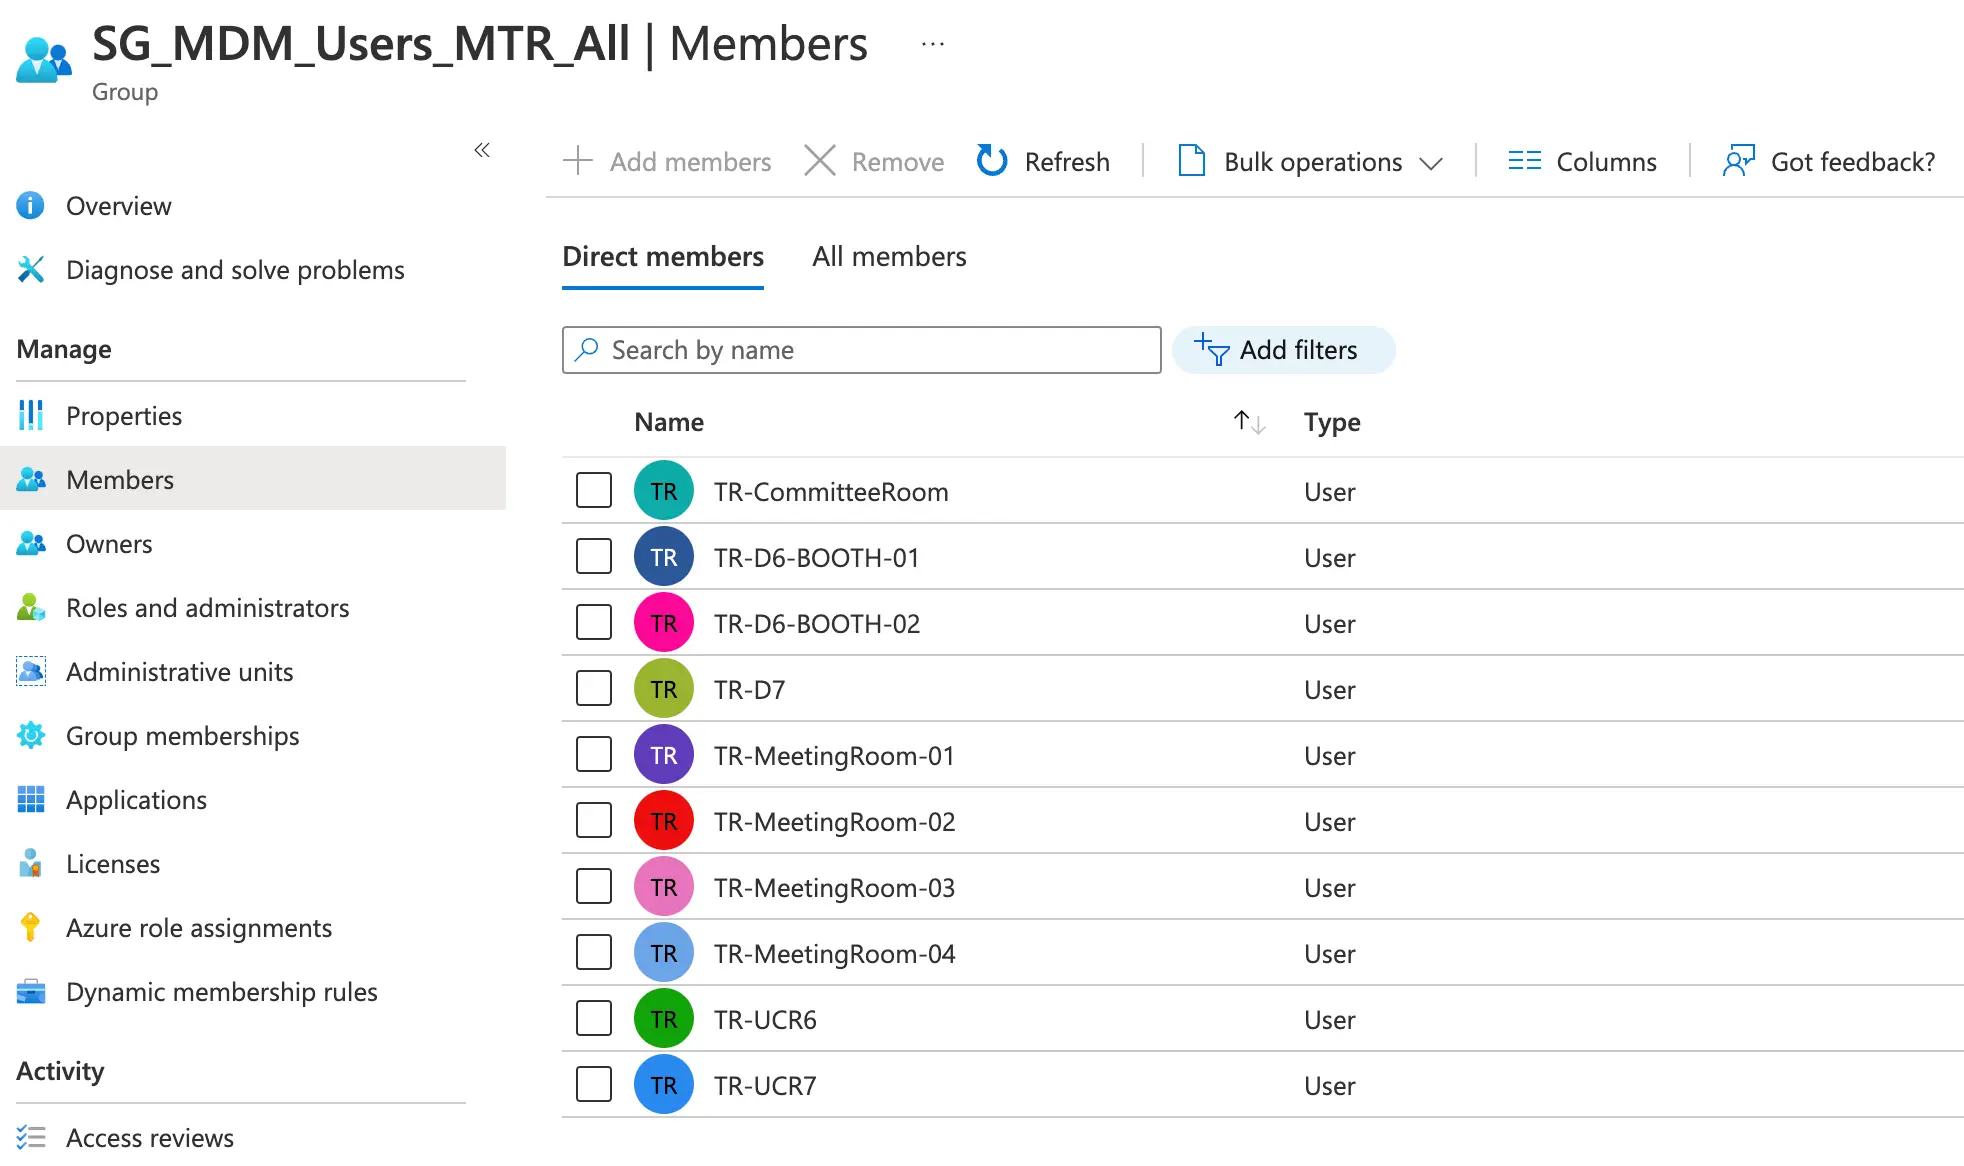 SG_MDM_Users_MTR_All | Members ...
Group
«
Add members Remove Refresh Bulk operations Columns Got feedback?
Overview
Diagnose and solve problems
Manage
Properties
Members
Owners
Roles and administrators
Administrative units
Group memberships
Applications
Licenses
Azure role assignments
Dynamic membership rules
Activity
Access reviews
Direct members All members
Search by name Add filters
Name Type
TR TR-CommitteeRoom User
TR TR-D6-BOOTH-01 User
TR TR-D6-BOOTH-02 User
TR TR-D7 User
TR TR-MeetingRoom-01 User
TR TR-MeetingRoom-02 User
TR TR-MeetingRoom-03 User
TR TR-MeetingRoom-04 User
TR TR-UCR6 User
TR TR-UCR7 User